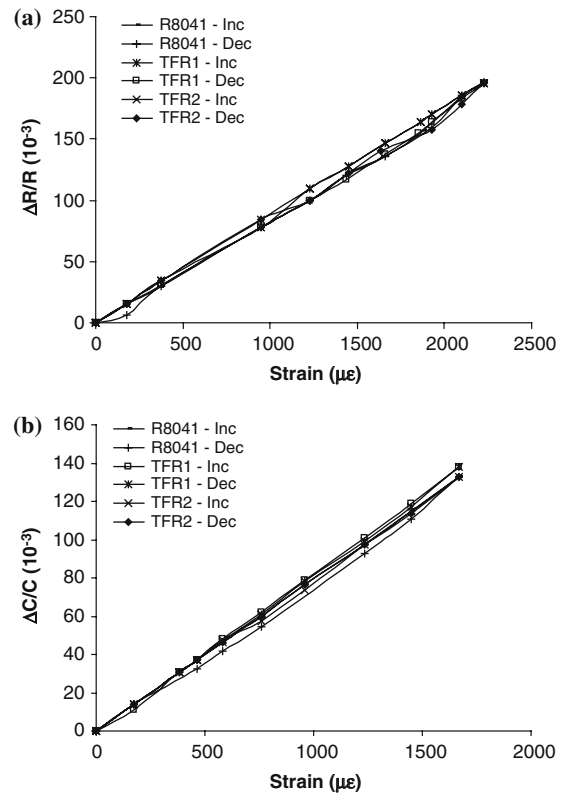 (a)
R8041 - Inc
R8041 - Dec
TFR1 - Inc
TFR1 - Dec
TFR2 - Inc
TFR2 - Dec
250
200
150
100
50
0
ΔR/R (10⁻³)
0 500 1000 1500 2000 2500
Strain (με)
(b)
R8041 - Inc
R8041 - Dec
TFR1 - Inc
TFR1 - Dec
TFR2 - Inc
TFR2 - Dec
160
140
120
100
80
60
40
20
0
ΔC/C (10⁻³)
0 500 1000 1500 2000
Strain (με)